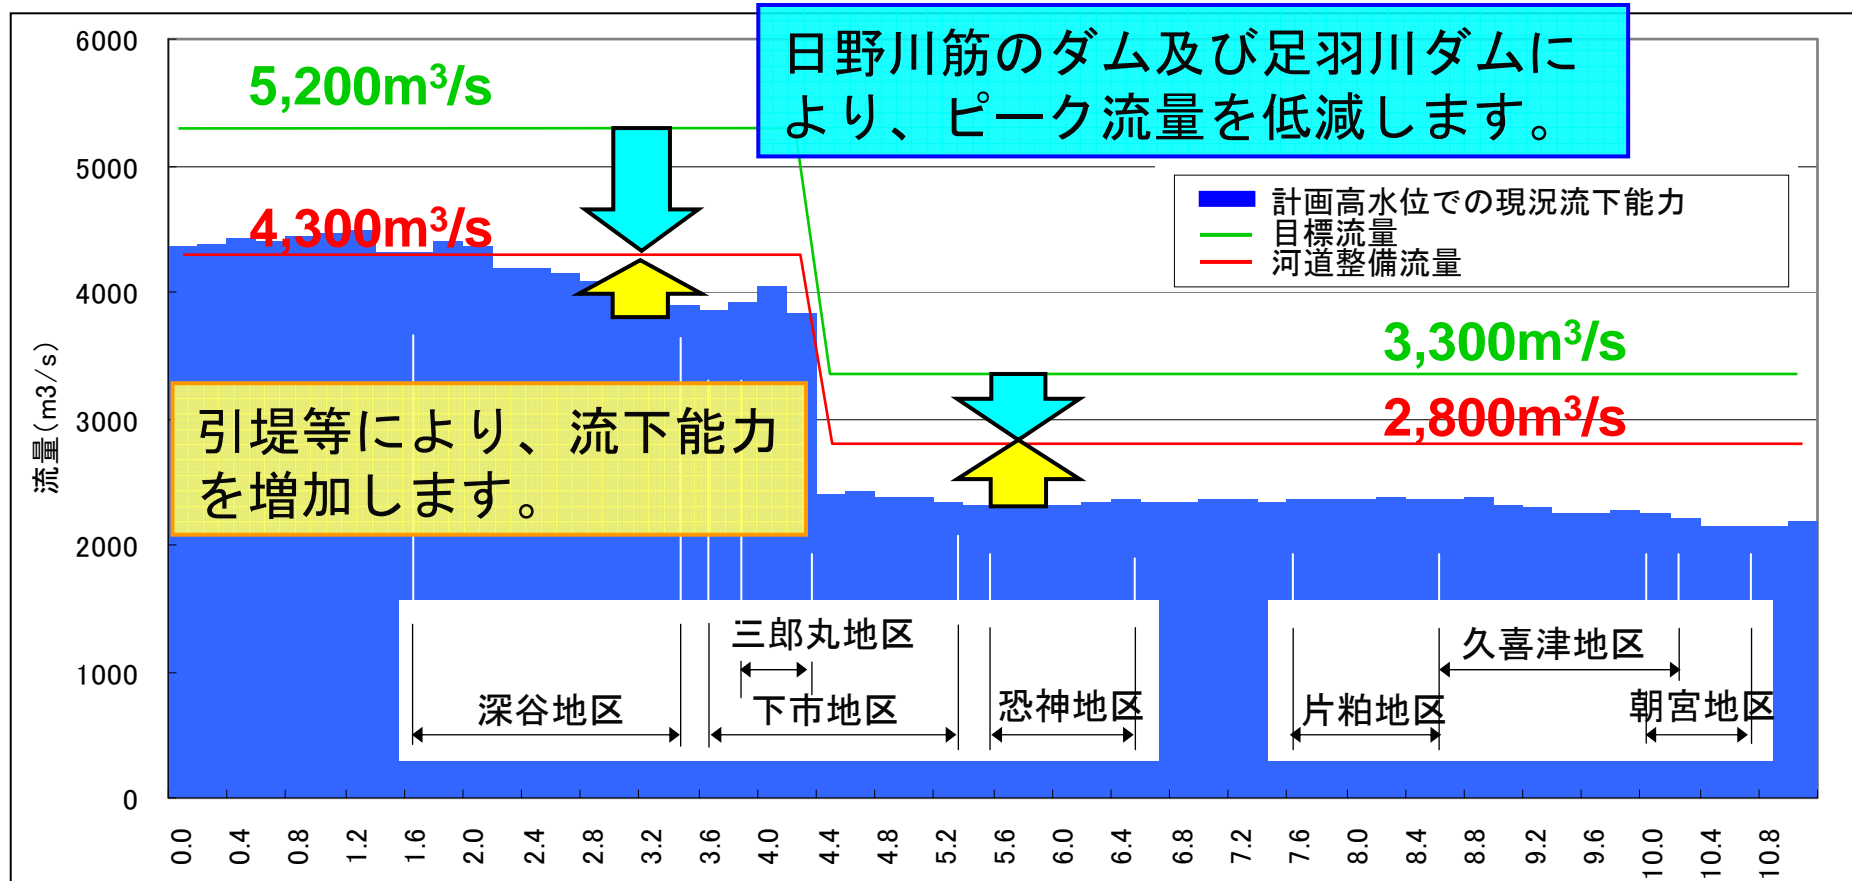 日野川筋のダム及び足羽川ダムに
より、ピーク流量を低減します。
5,200m³/s
4,300m³/s
計画高水位での現況流下能力
目標流量
河道整備流量
3,300m³/s
2,800m³/s
引堤等により、流下能力
を増加します。
流量(m3/s)
6000
5000
4000
3000
2000
1000
0
三郎丸地区
深谷地区
下市地区
恐神地区
片粕地区
久喜津地区
朝宮地区
0.0 0.4 0.8 1.2 1.6 2.0 2.4 2.8 3.2 3.6 4.0 4.4 4.8 5.2 5.6 6.0 6.4 6.8 7.2 7.6 8.0 8.4 8.8 9.2 9.6 10.0 10.4 10.8